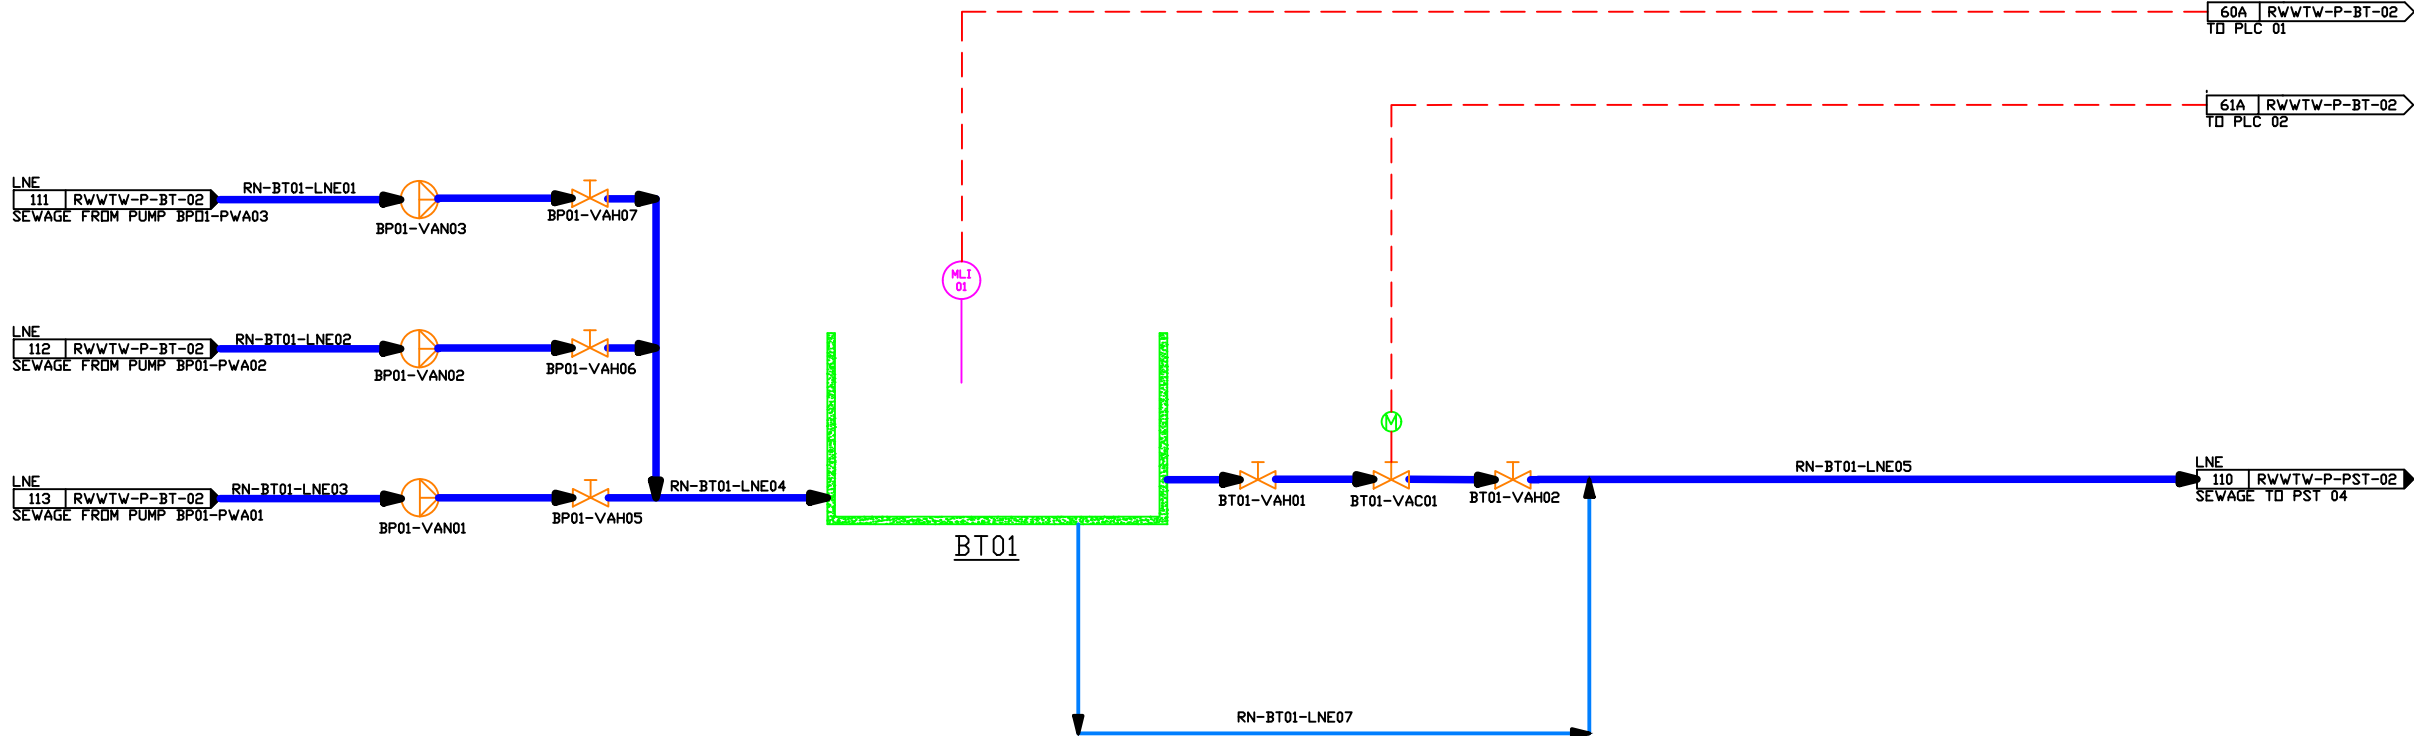 60A RWWTW-P-BT-02
TO PLC 01
61A RWWTW-P-BT-02
TO PLC 02
LNE
111 RWWTW-P-BT-02
SEWAGE FROM PUMP BP01-PWA03
RN-BT01-LNE01
BP01-VAN03
BP01-VAH07
MLI
01
LNE
112 RWWTW-P-BT-02
SEWAGE FROM PUMP BP01-PWA02
RN-BT01-LNE02
BP01-VAN02
BP01-VAH06
M
LNE
113 RWWTW-P-BT-02
SEWAGE FROM PUMP BP01-PWA01
RN-BT01-LNE03
BP01-VAN01
BP01-VAH05
RN-BT01-LNE04
BT01
BT01-VAH01
BT01-VAC01
BT01-VAH02
RN-BT01-LNE05
LNE
110 RWWTW-P-PST-02
SEWAGE TO PST 04
RN-BT01-LNE07